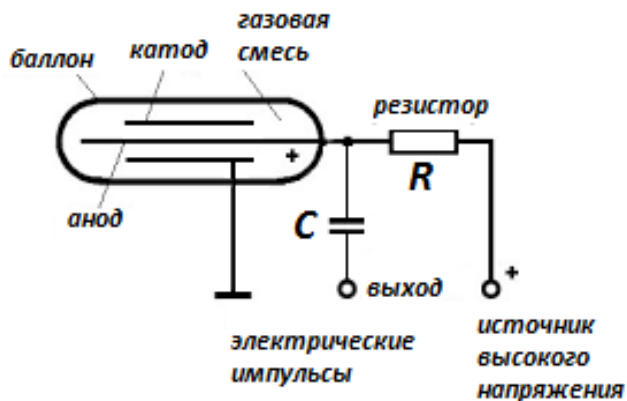 газовая
смесь
катод
баллон
резистор
+
R
анод
C
выход
+
электрические
импульсы
источник
высокого
напряжения